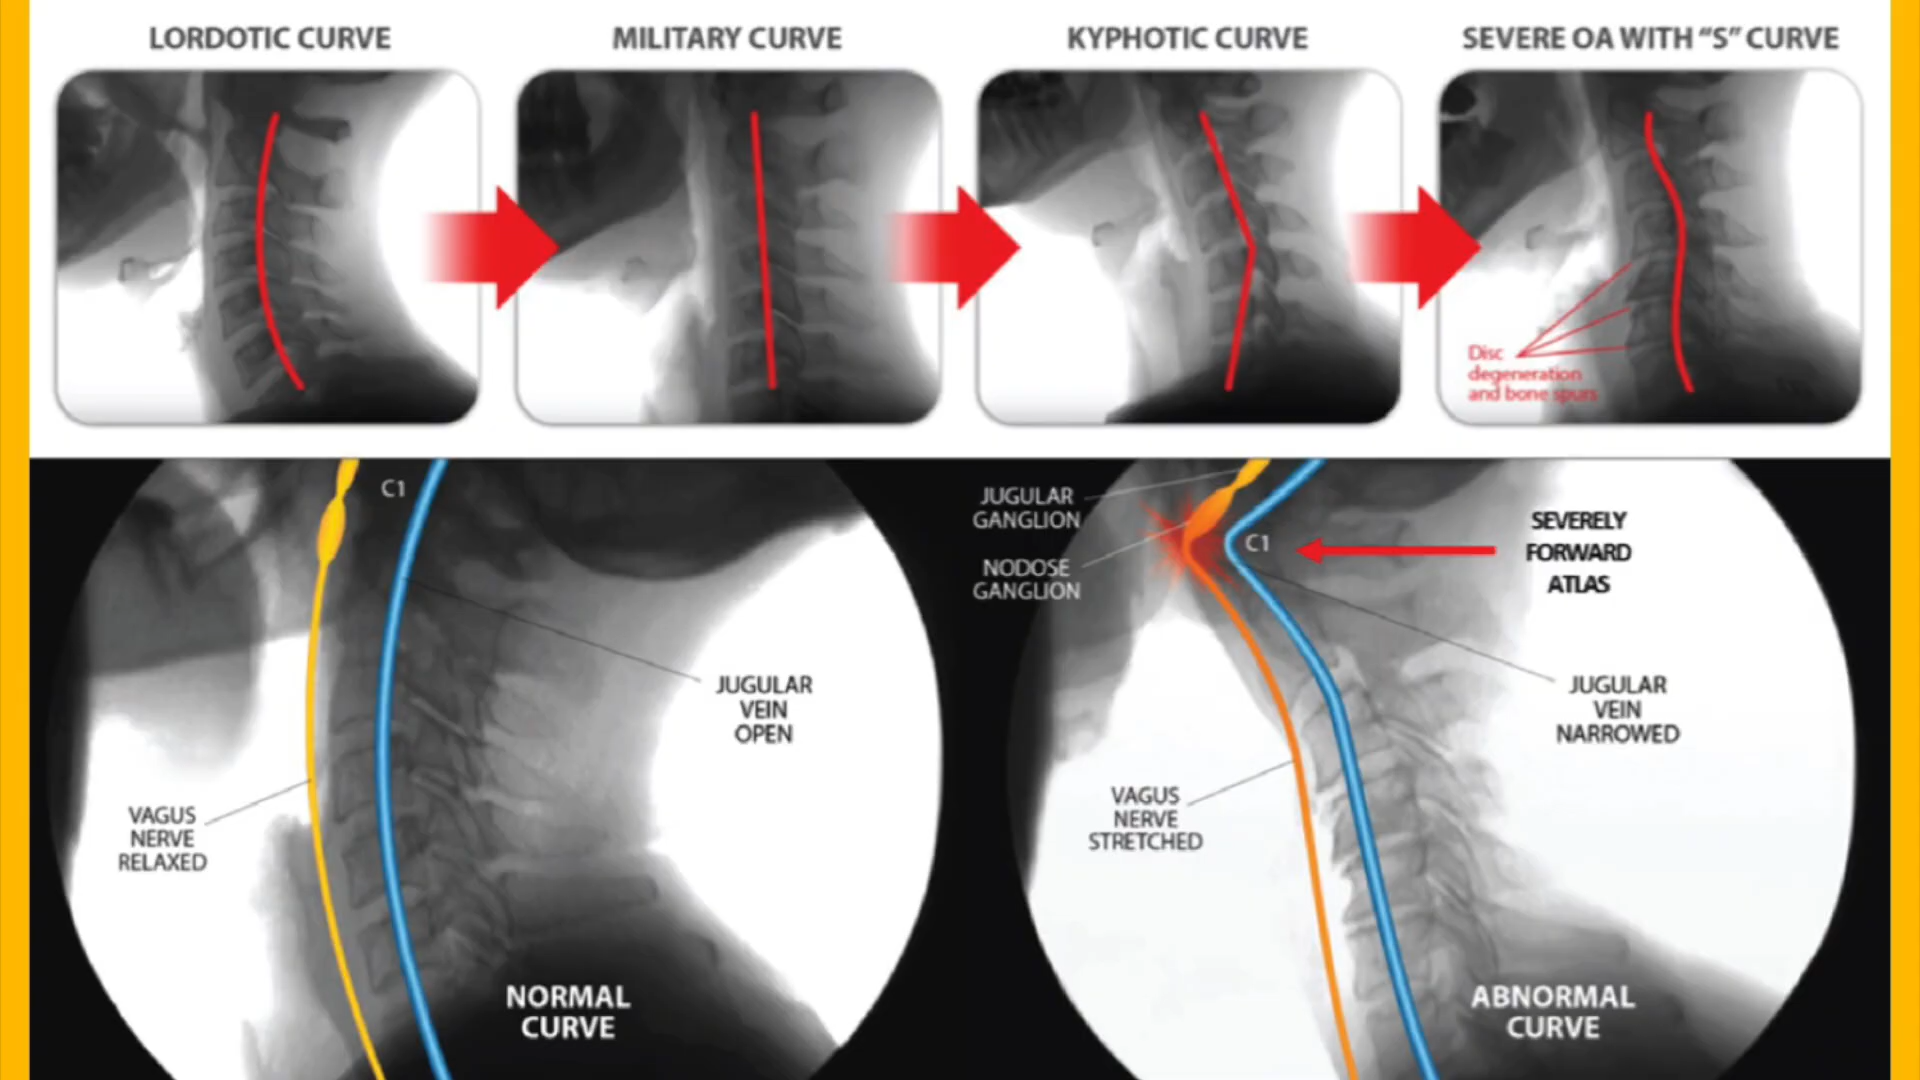 LORDOTIC CURVE
MILITARY CURVE
KYPHOTIC CURVE
SEVERE OA WITH “S” CURVE
Disc
degeneration
and bone spurs
C1
JUGULAR
VEIN
OPEN
VAGUS
NERVE
RELAXED
NORMAL
CURVE
JUGULAR
GANGLION
NODOSE
GANGLION
C1
SEVERELY
FORWARD
ATLAS
JUGULAR
VEIN
NARROWED
VAGUS
NERVE
STRETCHED
ABNORMAL
CURVE